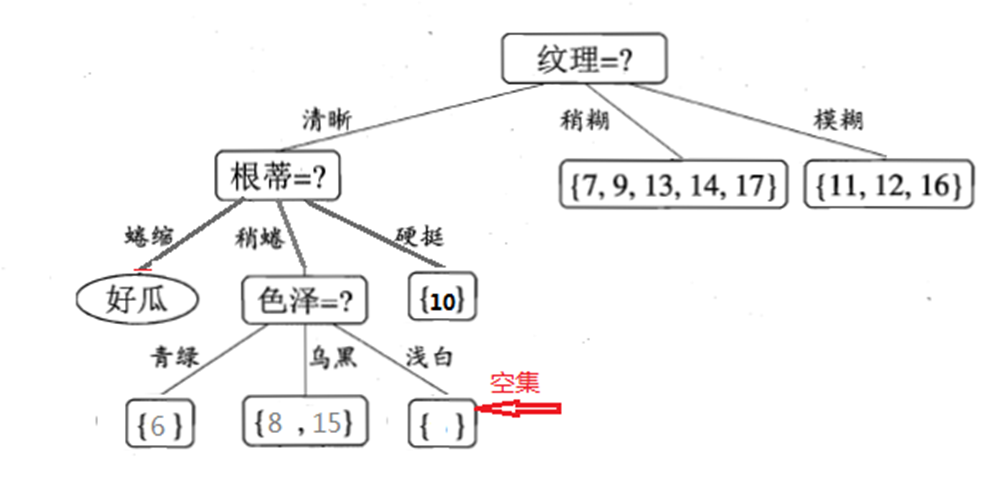 纹理=?
清晰 稍糊 模糊
根蒂=? {7, 9, 13, 14, 17} {11, 12, 16}
蜷缩 稍蜷 硬挺
好瓜 色泽=? {10}
青绿 乌黑 浅白
空集
{6} {8 ,15} { }